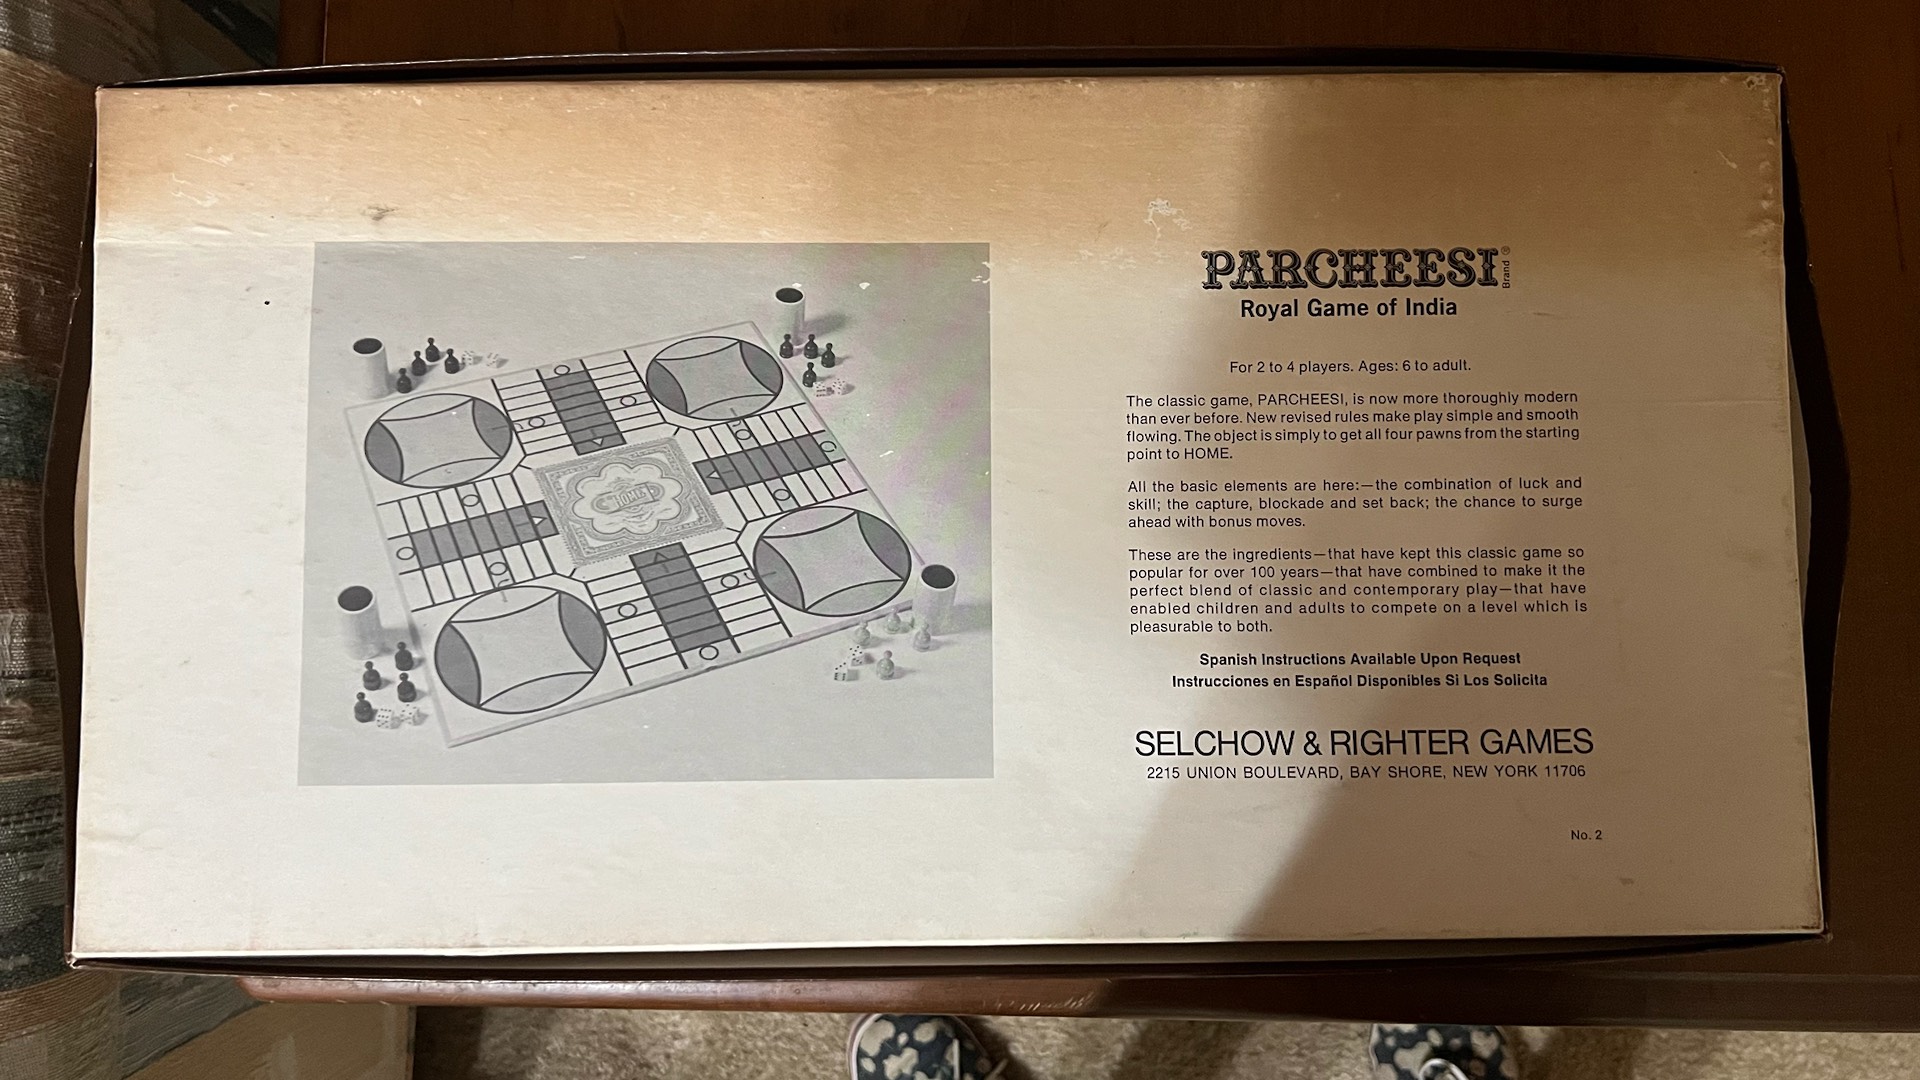 HOME
PARCHEESI Brand ®
Royal Game of India
For 2 to 4 players. Ages: 6 to adult.
The classic game, PARCHEESI, is now more thoroughly modern
than ever before. New revised rules make play simple and smooth
flowing. The object is simply to get all four pawns from the starting
point to HOME.
All the basic elements are here:—the combination of luck and
skill; the capture, blockade and set back; the chance to surge
ahead with bonus moves.
These are the ingredients—that have kept this classic game so
popular for over 100 years—that have combined to make it the
perfect blend of classic and contemporary play—that have
enabled children and adults to compete on a level which is
pleasurable to both.
Spanish Instructions Available Upon Request
Instrucciones en Español Disponibles Si Los Solicita
SELCHOW & RIGHTER GAMES
2215 UNION BOULEVARD, BAY SHORE, NEW YORK 11706
No. 2